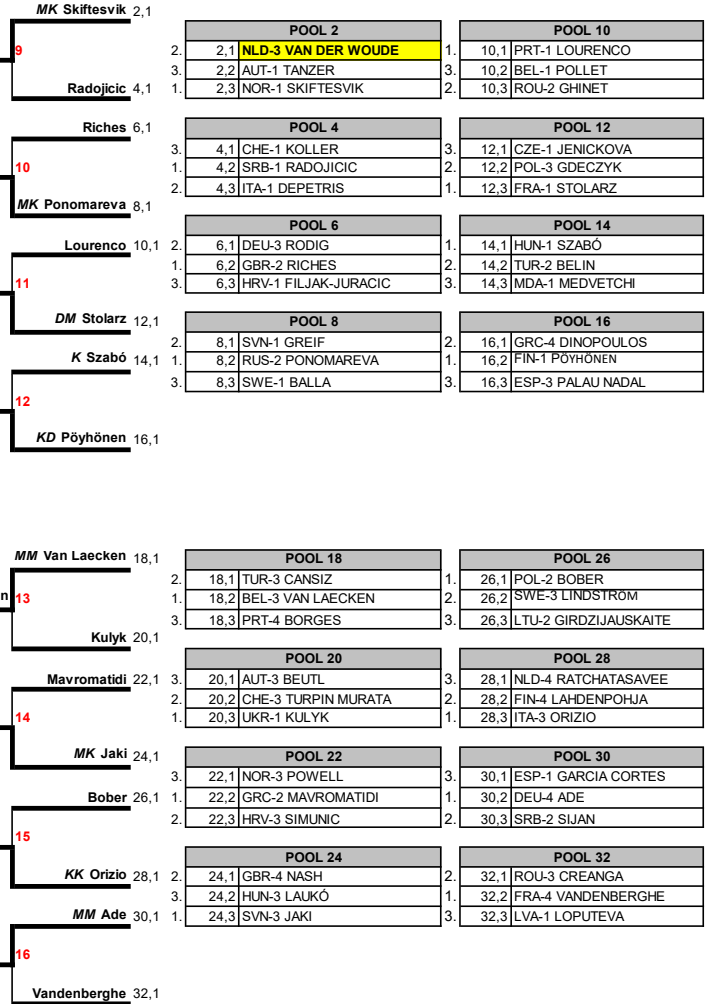 MK Skiftesvik 2,1
9
Radojicic 4,1
Riches 6,1
10
MK Ponomareva 8,1
Lourenco 10,1
11
DM Stolarz 12,1
K Szabó 14,1
12
KD Pöyhönen 16,1
POOL 2
2. 2,1 NLD-3 VAN DER WOUDE
3. 2,2 AUT-1 TANZER
1. 2,3 NOR-1 SKIFTESVIK
POOL 10
1. 10,1 PRT-1 LOURENCO
3. 10,2 BEL-1 POLLET
2. 10,3 ROU-2 GHINET
POOL 4
3. 4,1 CHE-1 KOLLER
1. 4,2 SRB-1 RADOJICIC
2. 4,3 ITA-1 DEPETRIS
POOL 12
3. 12,1 CZE-1 JENICKOVA
2. 12,2 POL-3 GDECZYK
1. 12,3 FRA-1 STOLARZ
POOL 6
2. 6,1 DEU-3 RODIG
1. 6,2 GBR-2 RICHES
3. 6,3 HRV-1 FILJAK-JURACIC
POOL 14
1. 14,1 HUN-1 SZABÓ
2. 14,2 TUR-2 BELIN
3. 14,3 MDA-1 MEDVETCHI
POOL 8
2. 8,1 SVN-1 GREIF
1. 8,2 RUS-2 PONOMAREVA
3. 8,3 SWE-1 BALLA
POOL 16
2. 16,1 GRC-4 DINOPOULOS
1. 16,2 FIN-1 PÖYHÖNEN
3. 16,3 ESP-3 PALAU NADAL
MM Van Laecken 18,1
n 13
Kulyk 20,1
Mavromatidi 22,1
14
MK Jaki 24,1
Bober 26,1
15
KK Orizio 28,1
MM Ade 30,1
16
Vandenberghe 32,1
POOL 18
2. 18,1 TUR-3 CANSIZ
1. 18,2 BEL-3 VAN LAECKEN
3. 18,3 PRT-4 BORGES
POOL 26
1. 26,1 POL-2 BOBER
2. 26,2 SWE-3 LINDSTRÖM
3. 26,3 LTU-2 GIRDZIJAUSKAITE
POOL 20
3. 20,1 AUT-3 BEUTL
2. 20,2 CHE-3 TURPIN MURATA
1. 20,3 UKR-1 KULYK
POOL 28
3. 28,1 NLD-4 RATCHATASAVEE
2. 28,2 FIN-4 LAHDENPOHJA
1. 28,3 ITA-3 ORIZIO
POOL 22
3. 22,1 NOR-3 POWELL
1. 22,2 GRC-2 MAVROMATIDI
2. 22,3 HRV-3 SIMUNIC
POOL 30
3. 30,1 ESP-1 GARCIA CORTES
1. 30,2 DEU-4 ADE
2. 30,3 SRB-2 SIJAN
POOL 24
2. 24,1 GBR-4 NASH
3. 24,2 HUN-3 LAUKÓ
1. 24,3 SVN-3 JAKI
POOL 32
2. 32,1 ROU-3 CREANGA
1. 32,2 FRA-4 VANDENBERGHE
3. 32,3 LVA-1 LOPUTEVA